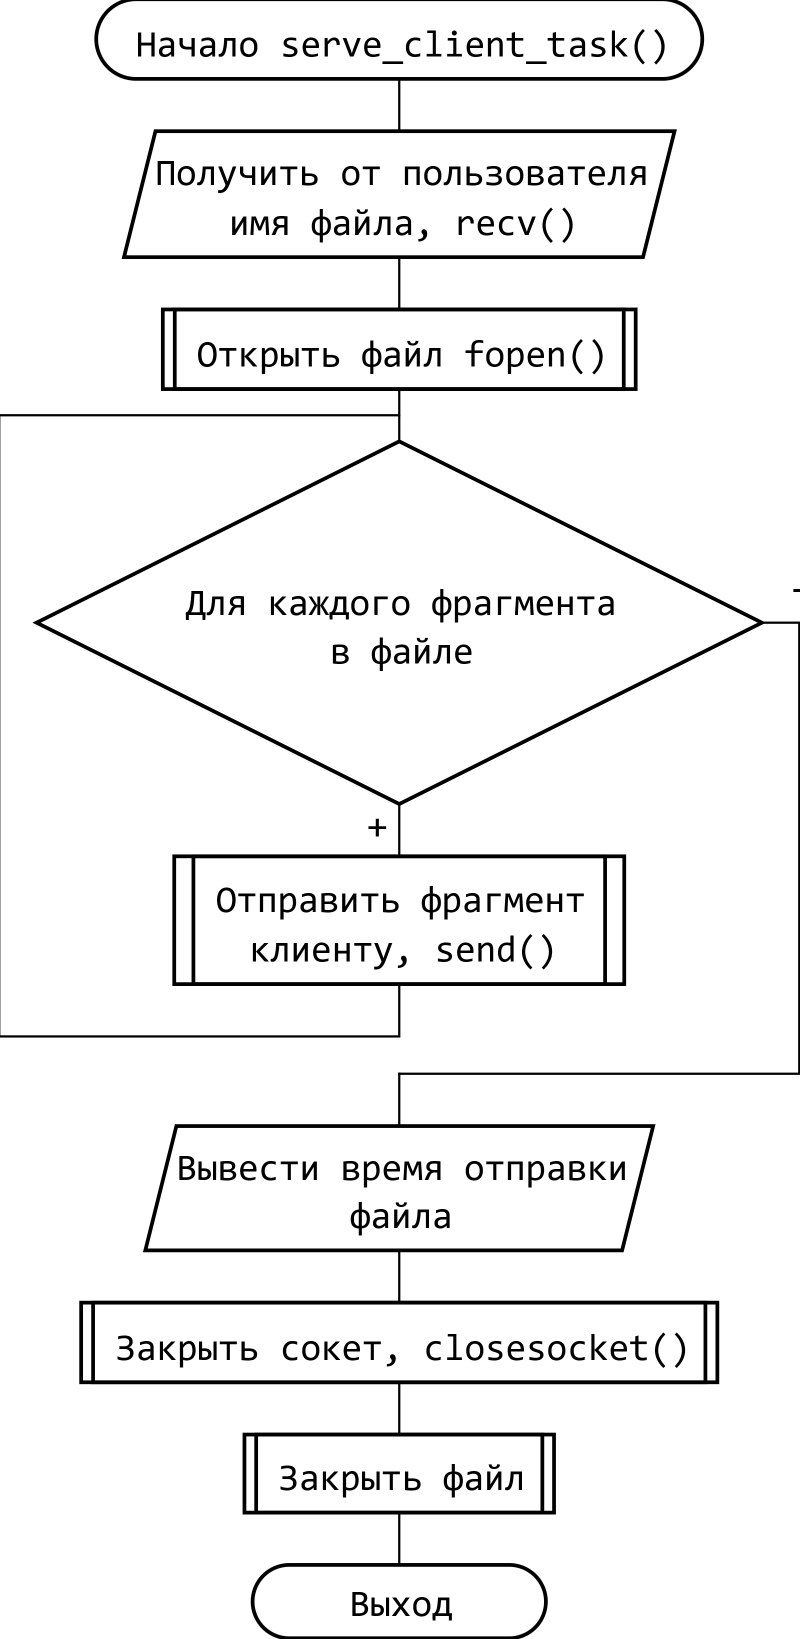 Начало serve_client_task()
Получить от пользователя
имя файла, recv()
Открыть файл fopen()
Для каждого фрагмента
в файле
-
+
Отправить фрагмент
клиенту, send()
Вывести время отправки
файла
Закрыть сокет, closesocket()
Закрыть файл
Выход